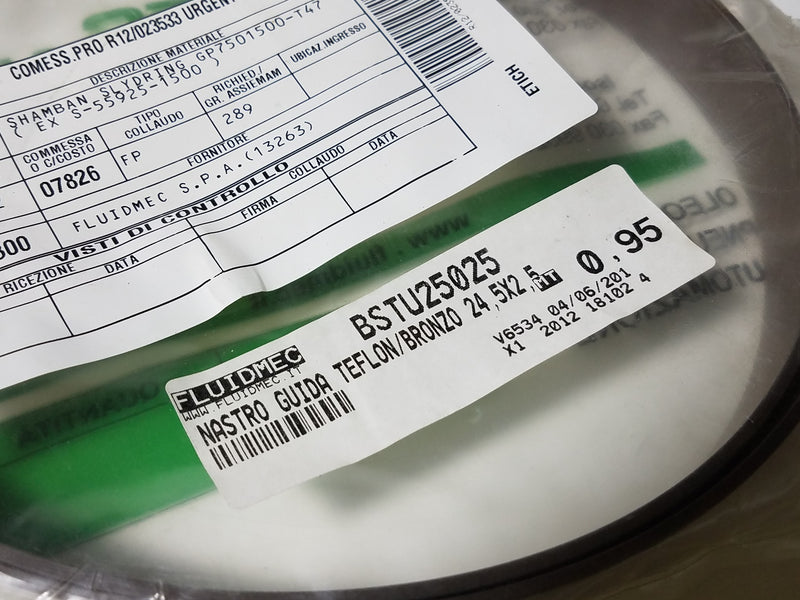 COMESS.PRO R12/023533 URGENT
DESCRIZIONE MATERIALE
SHAMBAN SLYDRING GP7501500-T47
( EX S-55925-1500 )
COMMESSA
O C/COSTO
TIPO
COLLAUDO
RICHIED/
GR.ASSIEMAM
UBICAZ.INGRESSO
07826
FP
289
FORNITORE
FLUIDMEC S.P.A.(13263)
VISTI DI CONTROLLO
RICEZIONE
DATA
FIRMA
COLLAUDO
DATA
ETICH
FLUIDMEC
WWW.FLUIDMEC.IT
BSTU25025
NASTRO GUIDA TEFLON/BRONZO 24,5X2,5
MT 0,95
V6534 04/06/201
X1 2012 18102 4